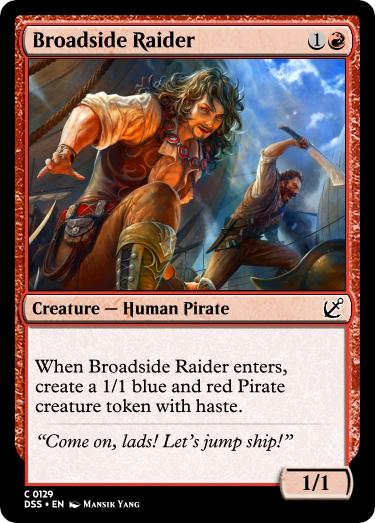 Broadside Raider 1
Creature — Human Pirate
When Broadside Raider enters,
create a 1/1 blue and red Pirate
creature token with haste.
“Come on, lads! Let’s jump ship!”
1/1
C 0129
DSS • EN Mansik Yang